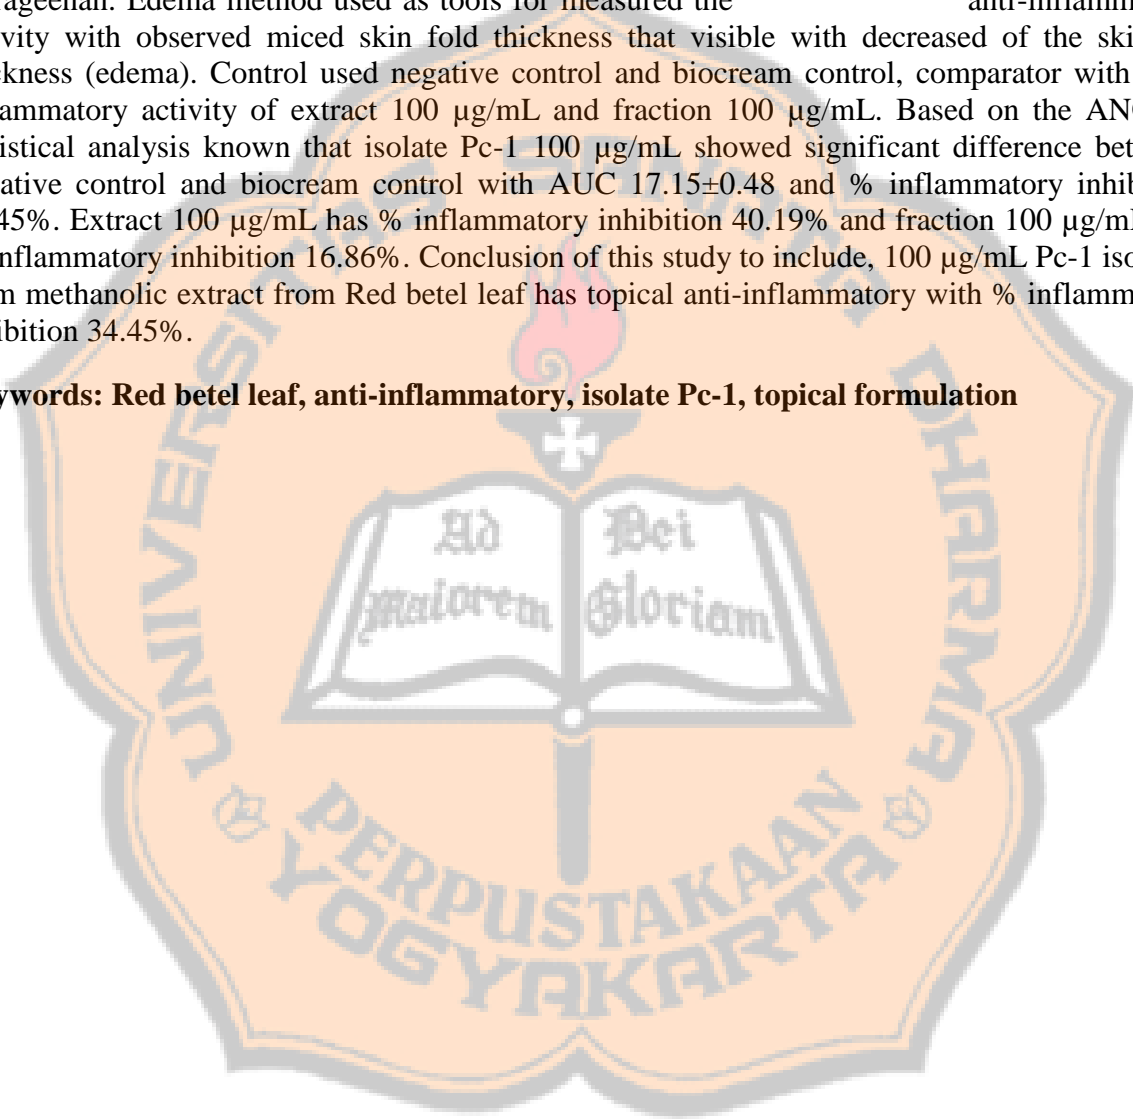 rageenan. Edema method used as tools for measured the anti-inflamm
vity with observed miced skin fold thickness that visible with decreased of the ski
ckness (edema). Control used negative control and biocream control, comparator with
ammatory activity of extract 100 µg/mL and fraction 100 µg/mL. Based on the AN
istical analysis known that isolate Pc-1 100 µg/mL showed significant difference bet
ative control and biocream control with AUC 17.15±0.48 and % inflammatory inhib
45%. Extract 100 µg/mL has % inflammatory inhibition 40.19% and fraction 100 µg/m
nflammatory inhibition 16.86%. Conclusion of this study to include, 100 µg/mL Pc-1 iso
m methanolic extract from Red betel leaf has topical anti-inflammatory with % inflamm
ibition 34.45%.
ywords: Red betel leaf, anti-inflammatory, isolate Pc-1, topical formulation
UNIVERSITAS SANATA DHARMA
Ad Dei
maiorem Gloriam
PERPUSTAKAAN
YOGYAKARTA